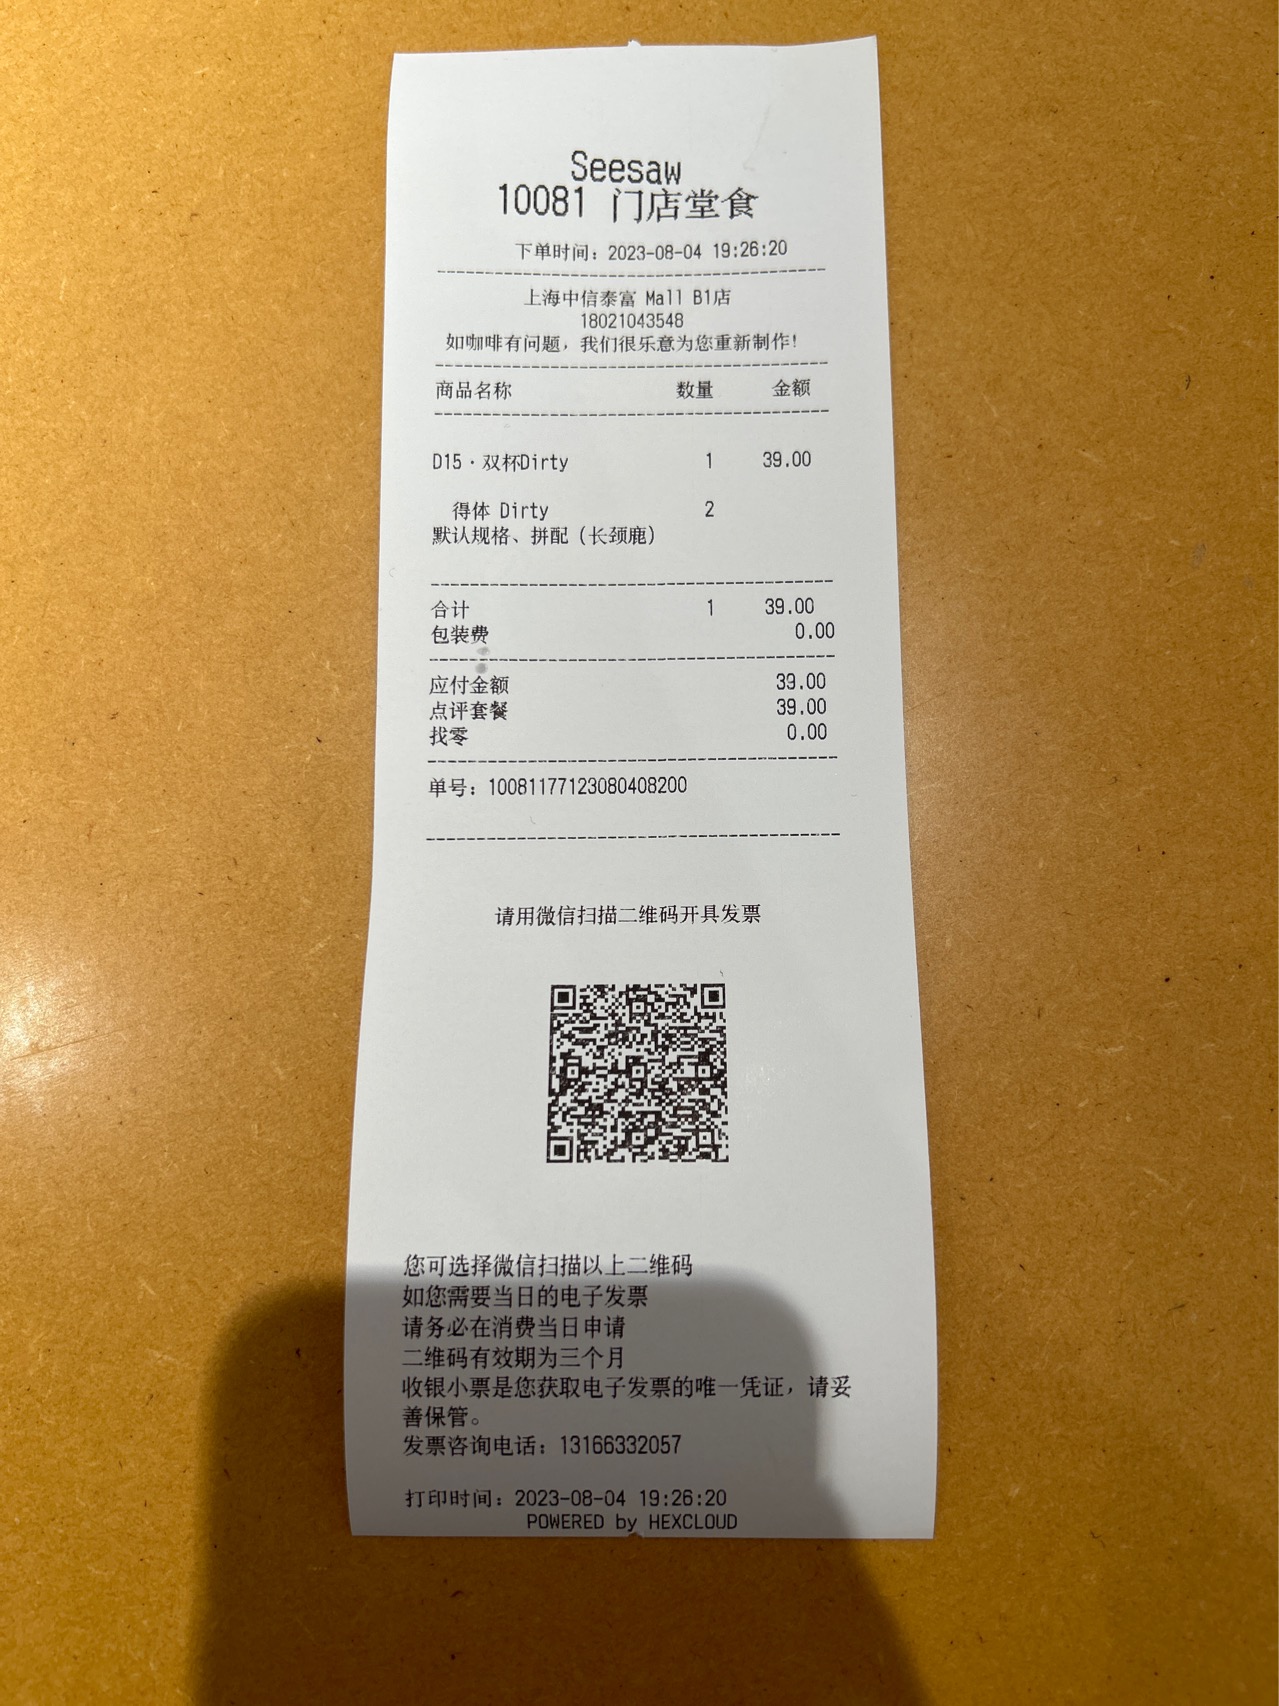 Seesaw
10081 门店堂食
下单时间：2023-08-04 19:26:20
上海中信泰富 Mall B1店
18021043548
如咖啡有问题，我们很乐意为您重新制作！
商品名称 数量 金额
D15·双杯Dirty 1 39.00
得体 Dirty 2
默认规格、拼配（长颈鹿）
合计 1 39.00
包装费 0.00
应付金额 39.00
点评套餐 39.00
找零 0.00
单号：10081177123080408200
请用微信扫描二维码开具发票
您可选择微信扫描以上二维码
如您需要当日的电子发票
请务必在消费当日申请
二维码有效期为三个月
收银小票是您获取电子发票的唯一凭证，请妥
善保管。
发票咨询电话：13166332057
打印时间：2023-08-04 19:26:20
POWERED by HEXCLOUD